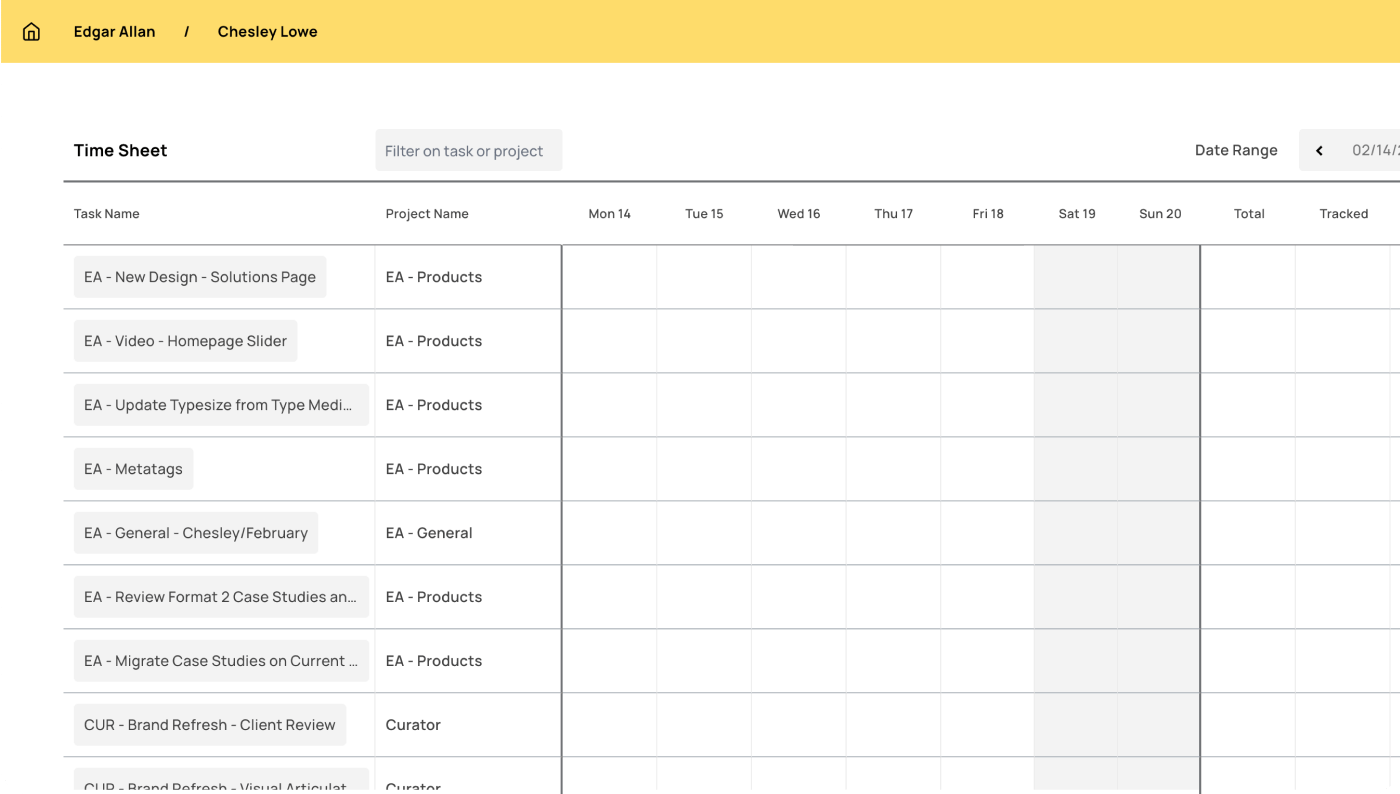 Edgar Allan / Chesley Lowe
Time Sheet Filter on task or project Date Range 02/14/
Task Name Project Name Mon 14 Tue 15 Wed 16 Thu 17 Fri 18 Sat 19 Sun 20 Total Tracked
EA - New Design - Solutions Page EA - Products
EA - Video - Homepage Slider EA - Products
EA - Update Typesize from Type Medi... EA - Products
EA - Metatags EA - Products
EA - General - Chesley/February EA - General
EA - Review Format 2 Case Studies an... EA - Products
EA - Migrate Case Studies on Current ... EA - Products
CUR - Brand Refresh - Client Review Curator
CUR - Brand Refresh - Visual Articulat Curator